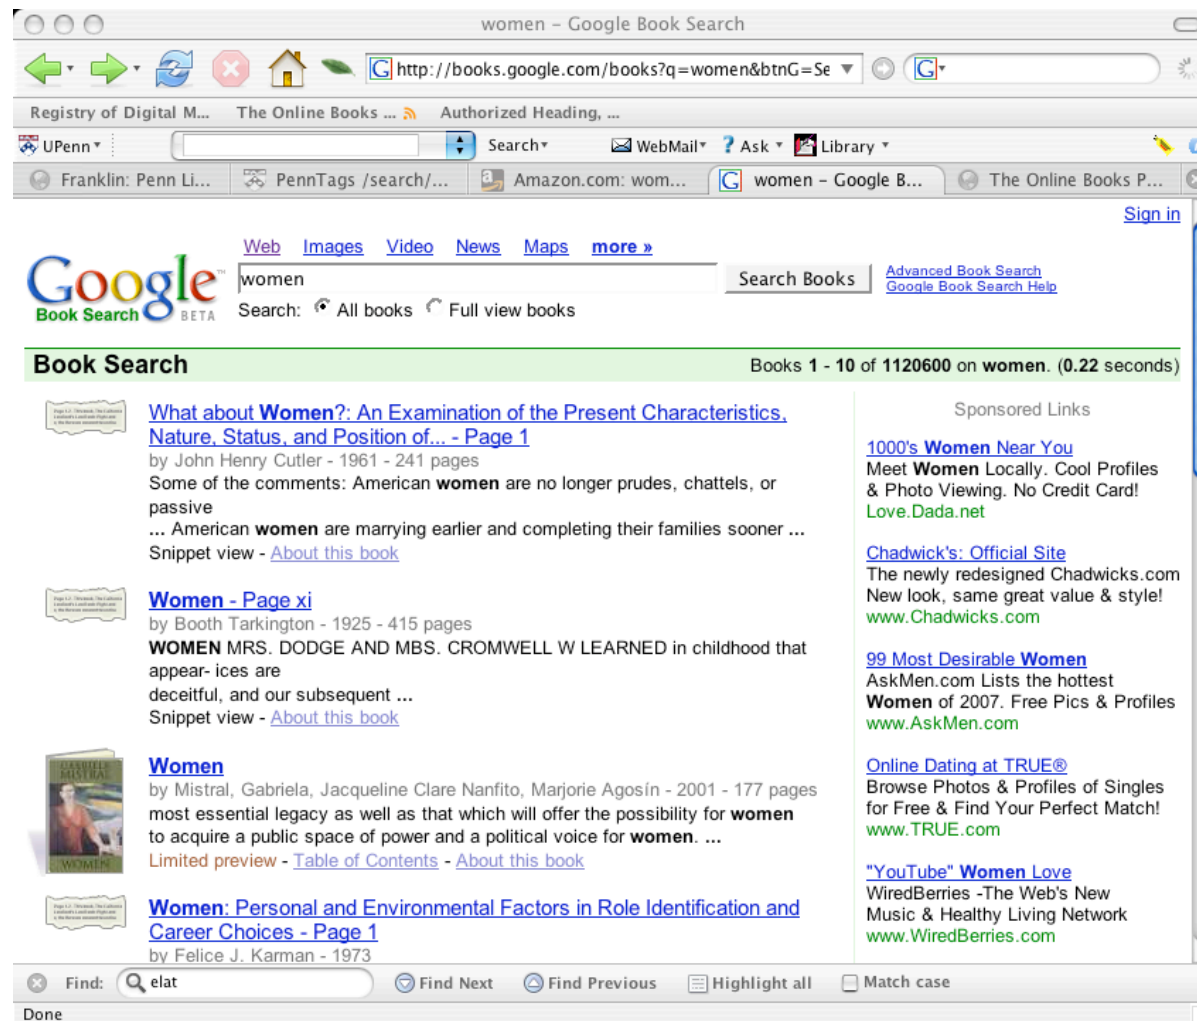 women – Google Book Search
http://books.google.com/books?q=women&btnG=Se
Registry of Digital M... The Online Books ... Authorized Heading, ...
UPenn Search WebMail ? Ask Library
Franklin: Penn Li... PennTags /search/... Amazon.com: wom... women – Google B... The Online Books P...
Sign in
Web Images Video News Maps more »
Google™
Book Search BETA
women Search Books Advanced Book Search
Google Book Search Help
Search: All books Full view books
Book Search Books 1 - 10 of 1120600 on women. (0.22 seconds)
What about Women?: An Examination of the Present Characteristics,
Nature, Status, and Position of... - Page 1
by John Henry Cutler - 1961 - 241 pages
Some of the comments: American women are no longer prudes, chattels, or
passive
... American women are marrying earlier and completing their families sooner ...
Snippet view - About this book
Women - Page xi
by Booth Tarkington - 1925 - 415 pages
WOMEN MRS. DODGE AND MBS. CROMWELL W LEARNED in childhood that
appear- ices are
deceitful, and our subsequent ...
Snippet view - About this book
GABRIELA
MISTRAL
WOMEN
Women
by Mistral, Gabriela, Jacqueline Clare Nanfito, Marjorie Agosín - 2001 - 177 pages
most essential legacy as well as that which will offer the possibility for women
to acquire a public space of power and a political voice for women. ...
Limited preview - Table of Contents - About this book
Women: Personal and Environmental Factors in Role Identification and
Career Choices - Page 1
by Felice J. Karman - 1973
Sponsored Links
1000's Women Near You
Meet Women Locally. Cool Profiles
& Photo Viewing. No Credit Card!
Love.Dada.net
Chadwick's: Official Site
The newly redesigned Chadwicks.com
New look, same great value & style!
www.Chadwicks.com
99 Most Desirable Women
AskMen.com Lists the hottest
Women of 2007. Free Pics & Profiles
www.AskMen.com
Online Dating at TRUE®
Browse Photos & Profiles of Singles
for Free & Find Your Perfect Match!
www.TRUE.com
"YouTube" Women Love
WiredBerries -The Web's New
Music & Healthy Living Network
www.WiredBerries.com
Find: elat Find Next Find Previous Highlight all Match case
Done